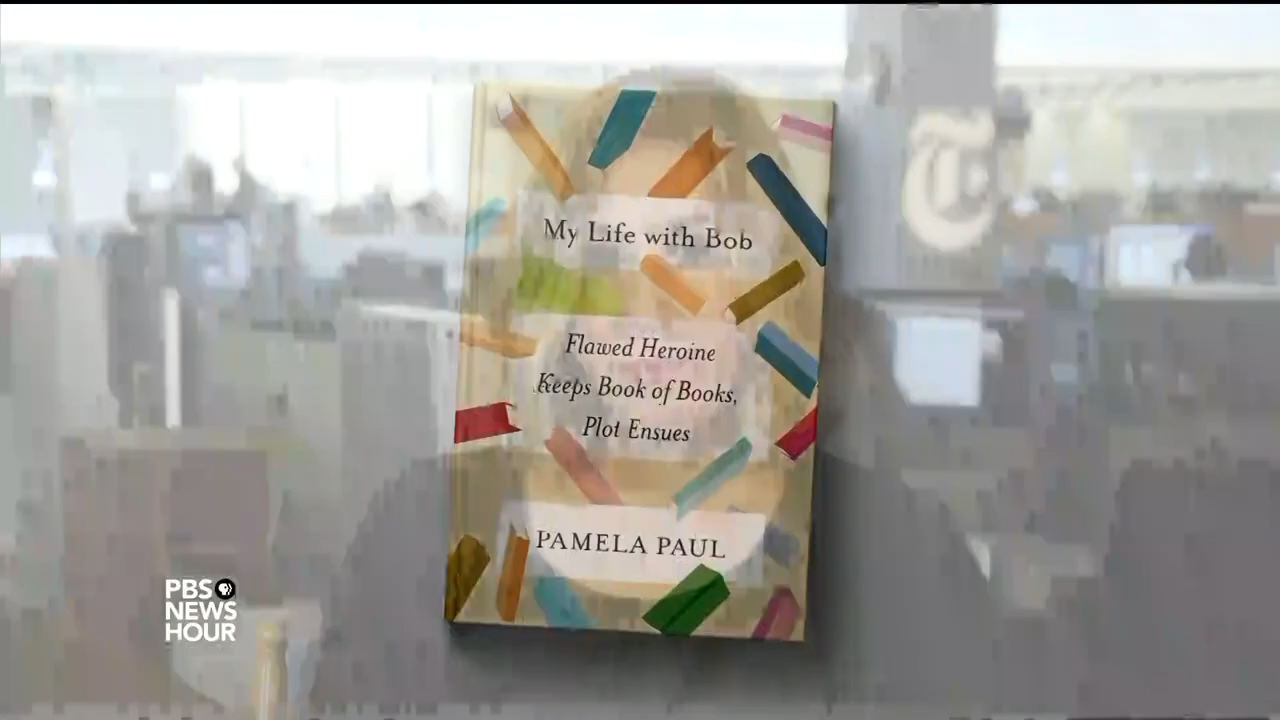 My Life with Bob
Flawed Heroine
Keeps Book of Books,
Plot Ensues
PAMELA PAUL
T
PBS
NEWS
HOUR